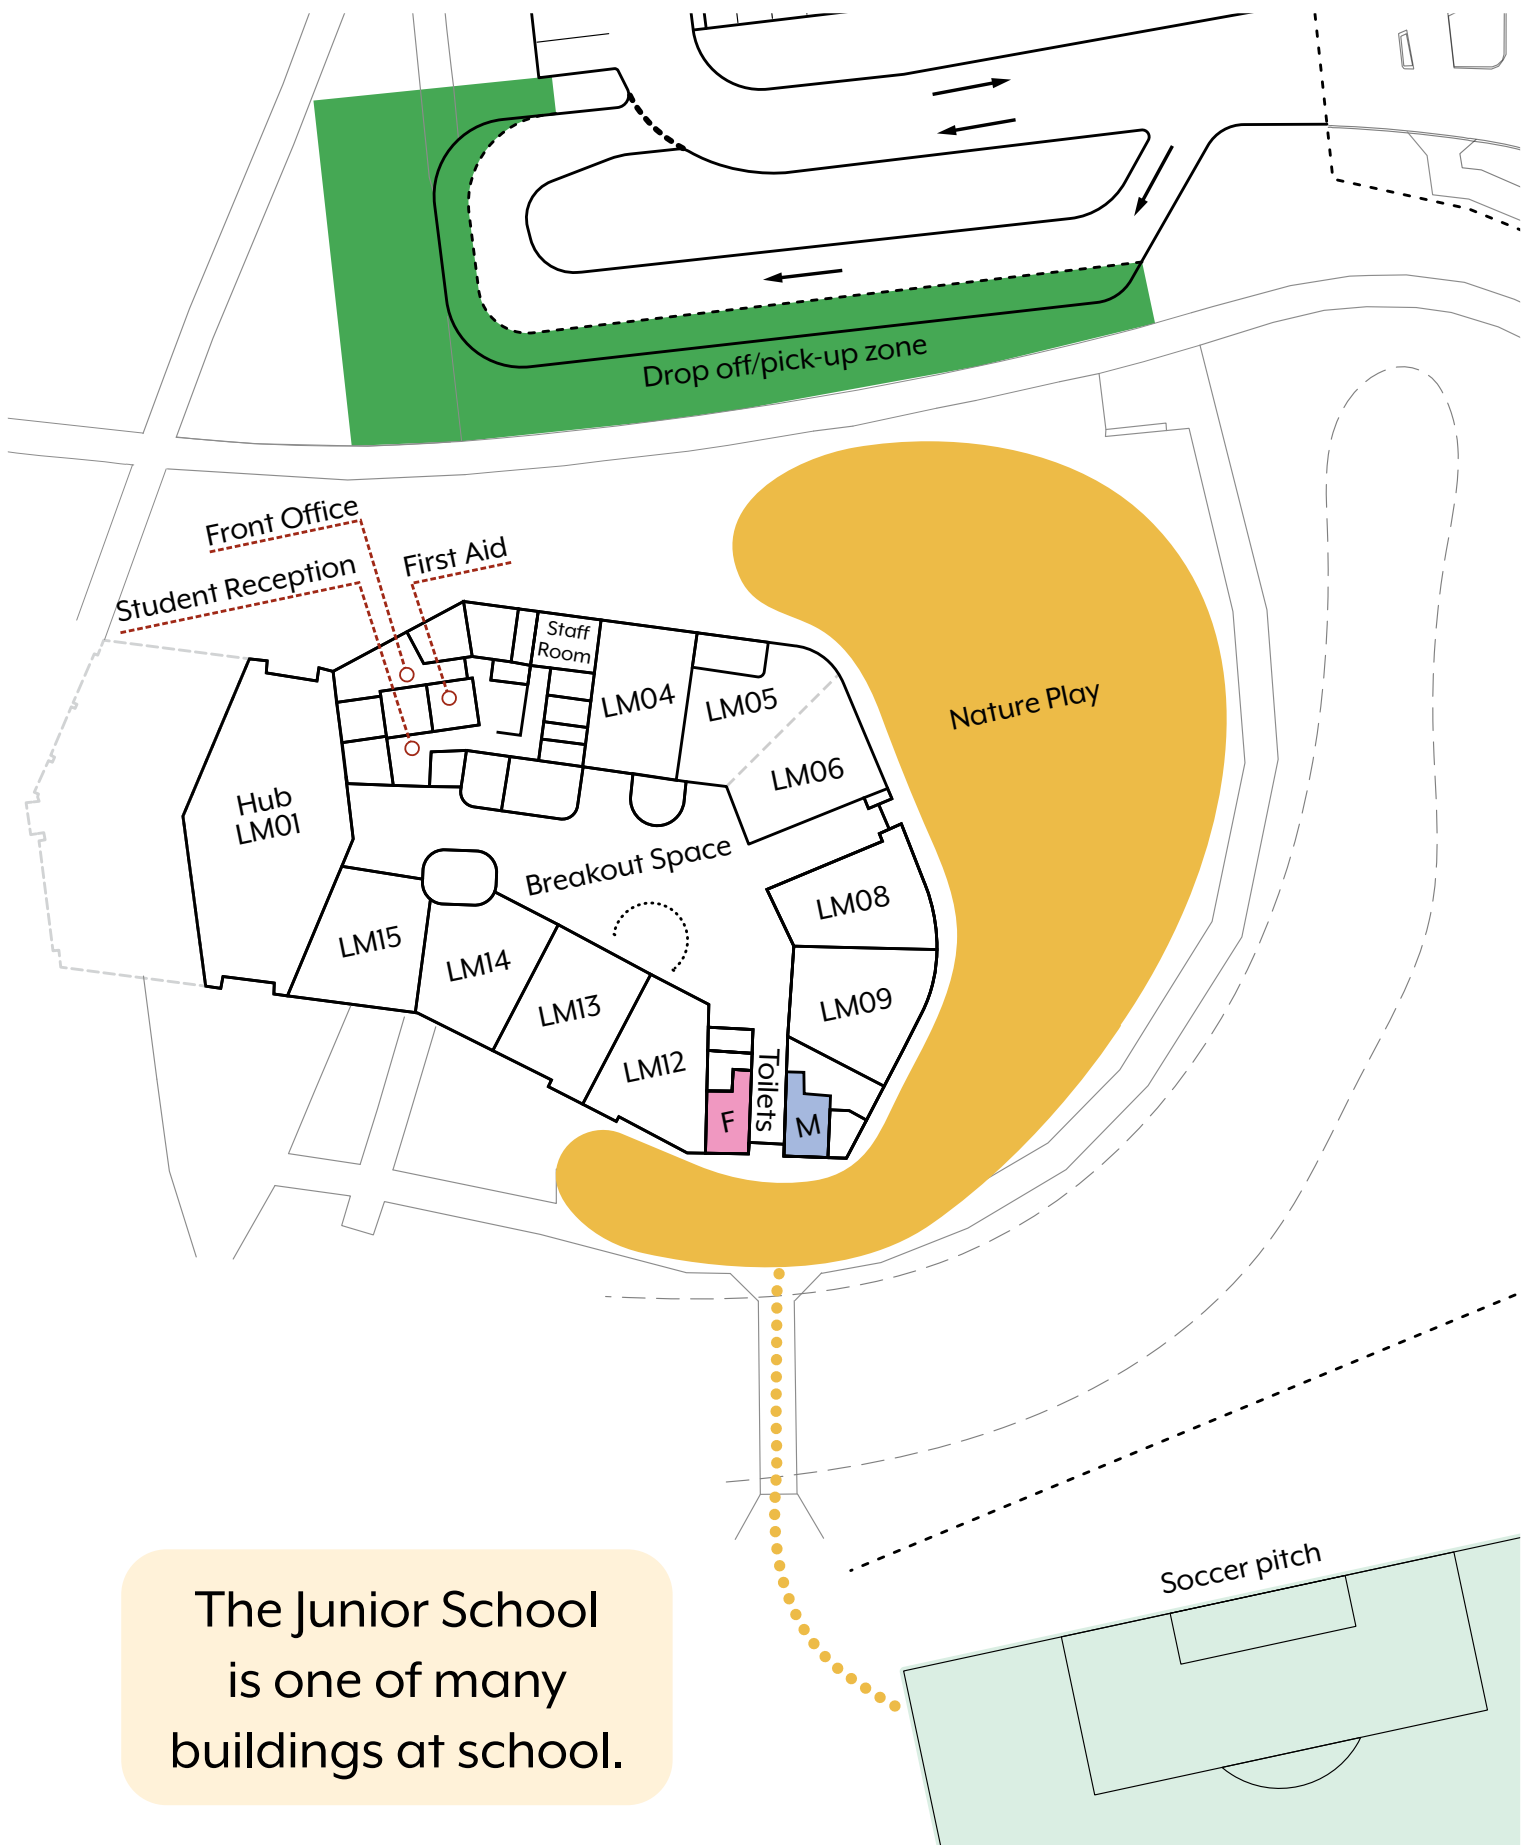 Drop off/pick-up zone
Front Office
First Aid
Student Reception
Staff
Room
LM04
LM05
Nature Play
LM06
Hub
LM01
Breakout Space
LM08
LM15
LM14
LM13
LM09
LM12
Toilets
F
M
Soccer pitch
The Junior School
is one of many
buildings at school.